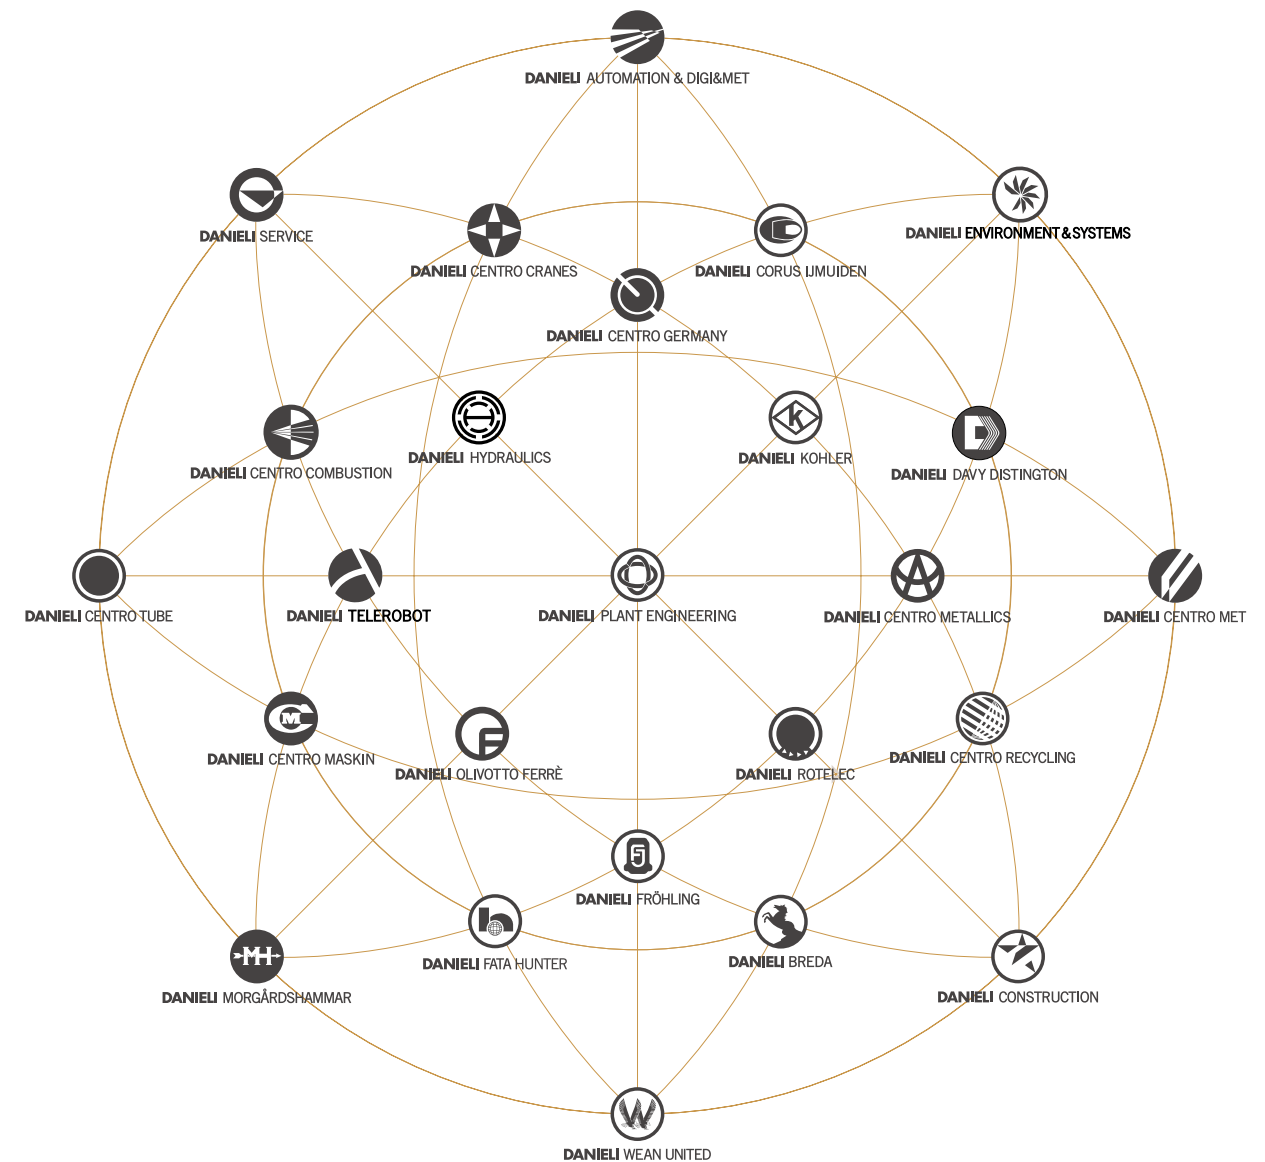 DANIELI AUTOMATION & DIGI&MET
DANIELI SERVICE
DANIELI ENVIRONMENT & SYSTEMS
DANIELI CENTRO CRANES
DANIELI CORUS IJMUIDEN
DANIELI CENTRO GERMANY
K
DANIELI HYDRAULICS
DANIELI KOHLER
D
DANIELI CENTRO COMBUSTION
DANIELI DAVY DISTINGTON
DANIELI CENTRO TUBE
DANIELI TELEROBOT
DANIELI PLANT ENGINEERING
DANIELI CENTRO METALLICS
DANIELI CENTRO MET
M
DANIELI CENTRO MASKIN
DANIELI OLIVOTTO FERRÈ
DANIELI ROTELEC
DANIELI CENTRO RECYCLING
FJ
DANIELI FRÖHLING
DANIELI FATA HUNTER
DANIELI BREDA
MH
DANIELI MORGÅRDSHAMMAR
DANIELI CONSTRUCTION
W
DANIELI WEAN UNITED